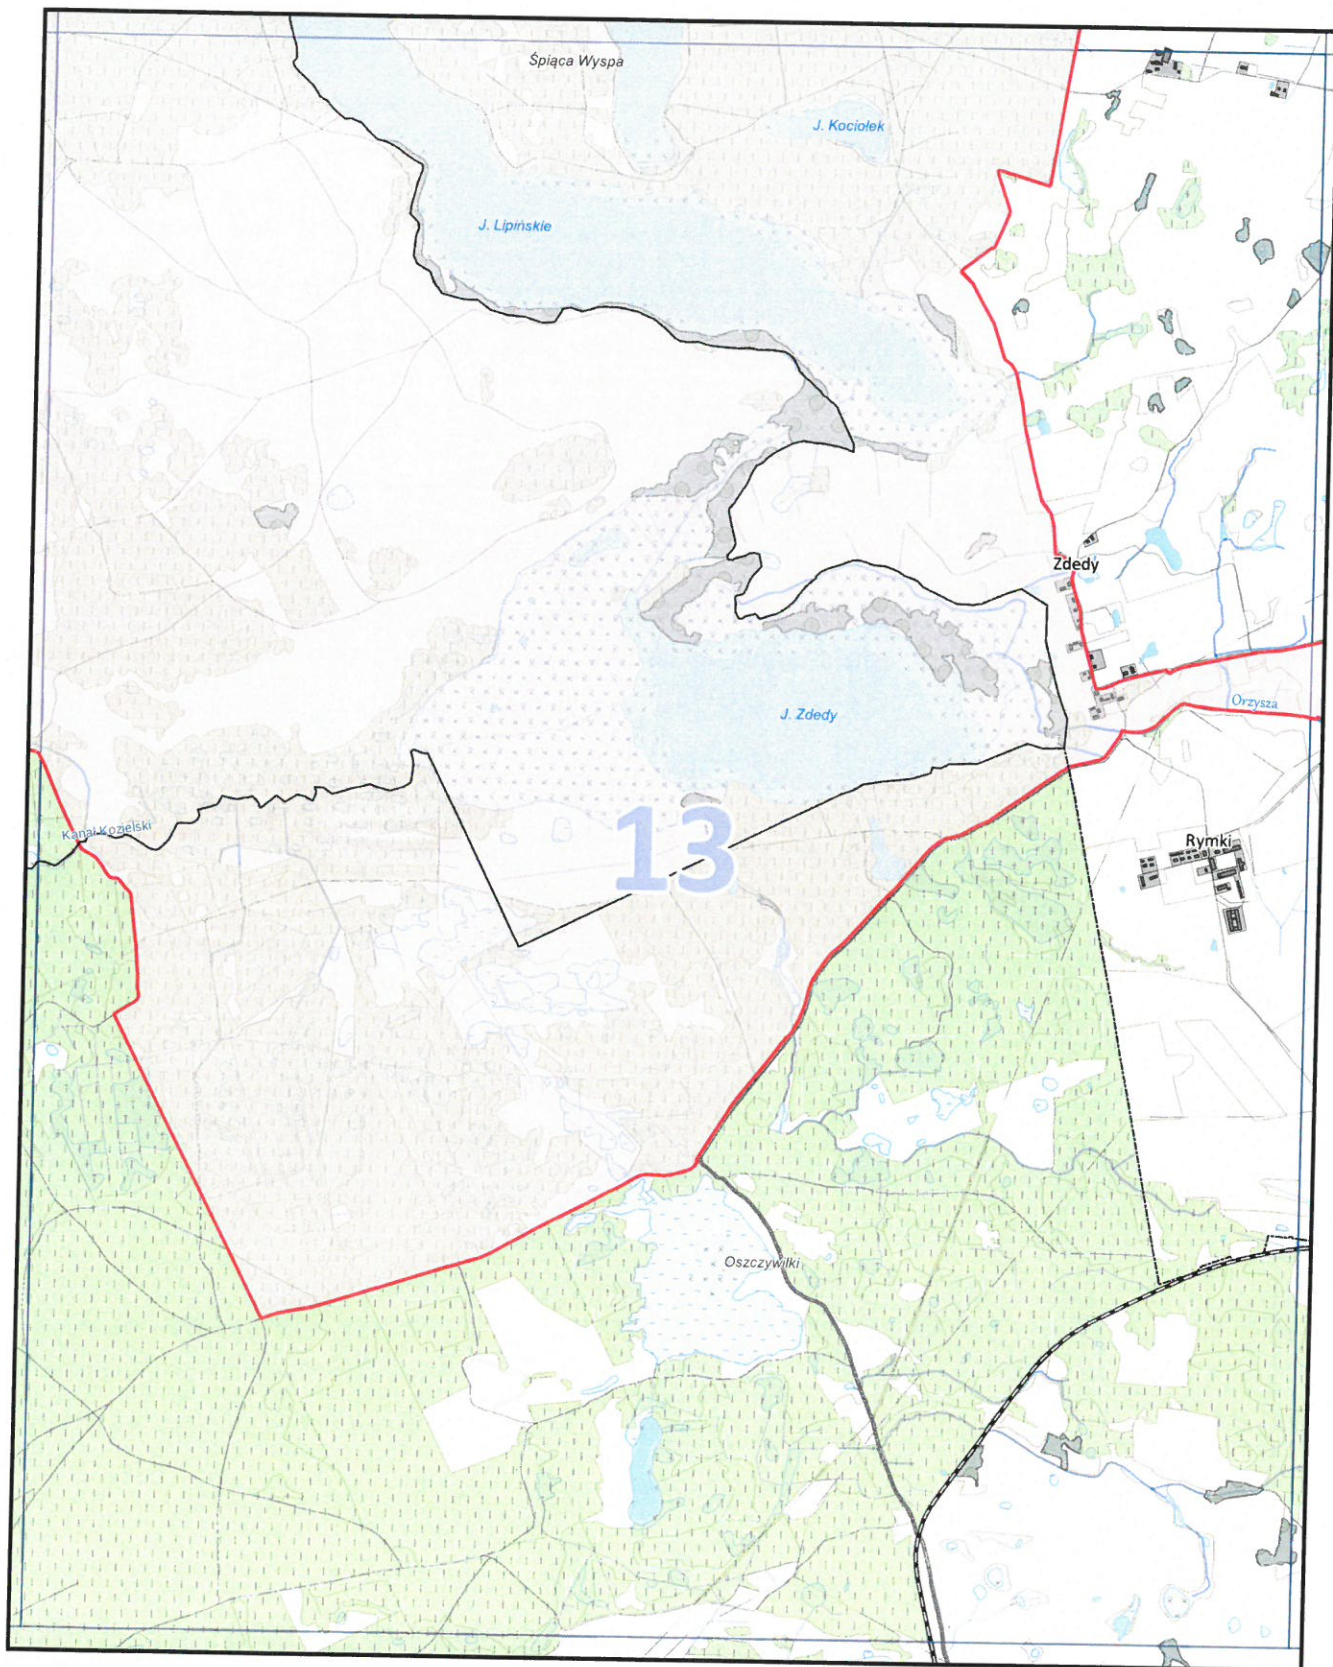 Śpiąca Wyspa
J. Kociołek
J. Lipińskie
Zdedy
J. Zdedy
Orzysza
Kanał Kozielski
13
Rymki
Oszczywilki